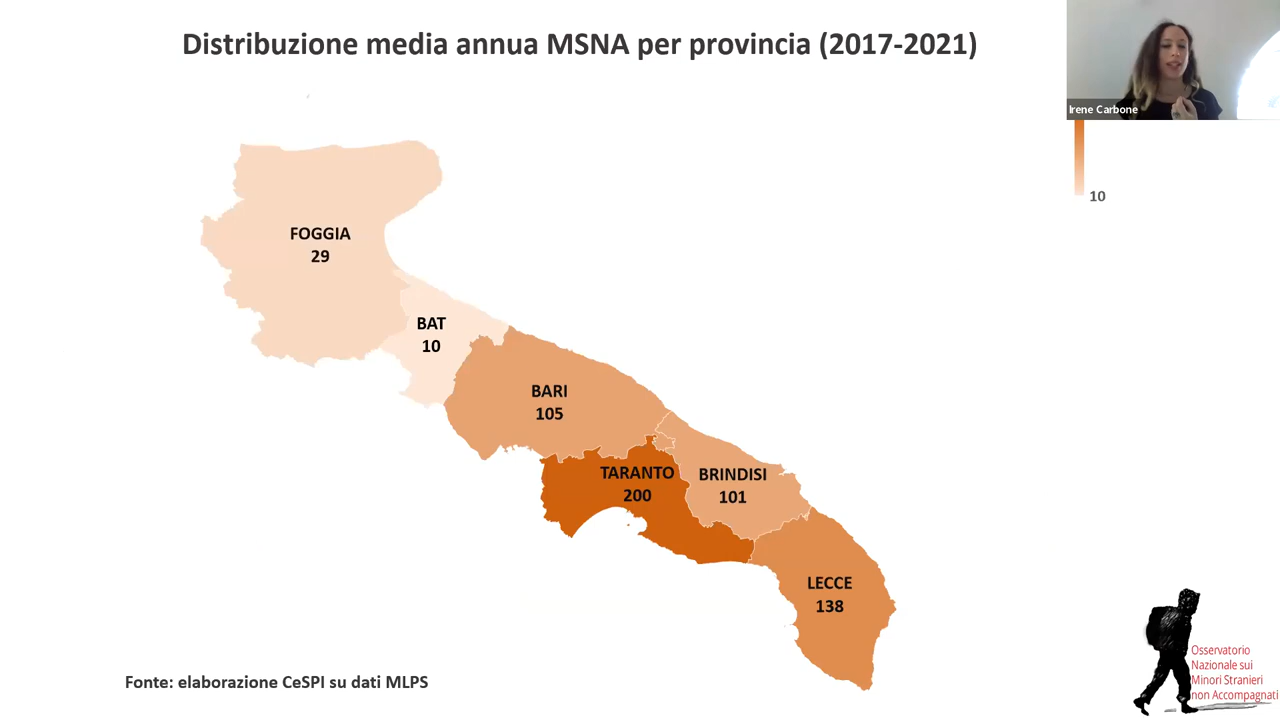 Distribuzione media annua MSNA per provincia (2017-2021)
Irene Carbone
10
FOGGIA
29
BAT
10
BARI
105
TARANTO
200
BRINDISI
101
LECCE
138
Fonte: elaborazione CeSPI su dati MLPS
Osservatorio
Nazionale sui
Minori Stranieri
non Accompagnati